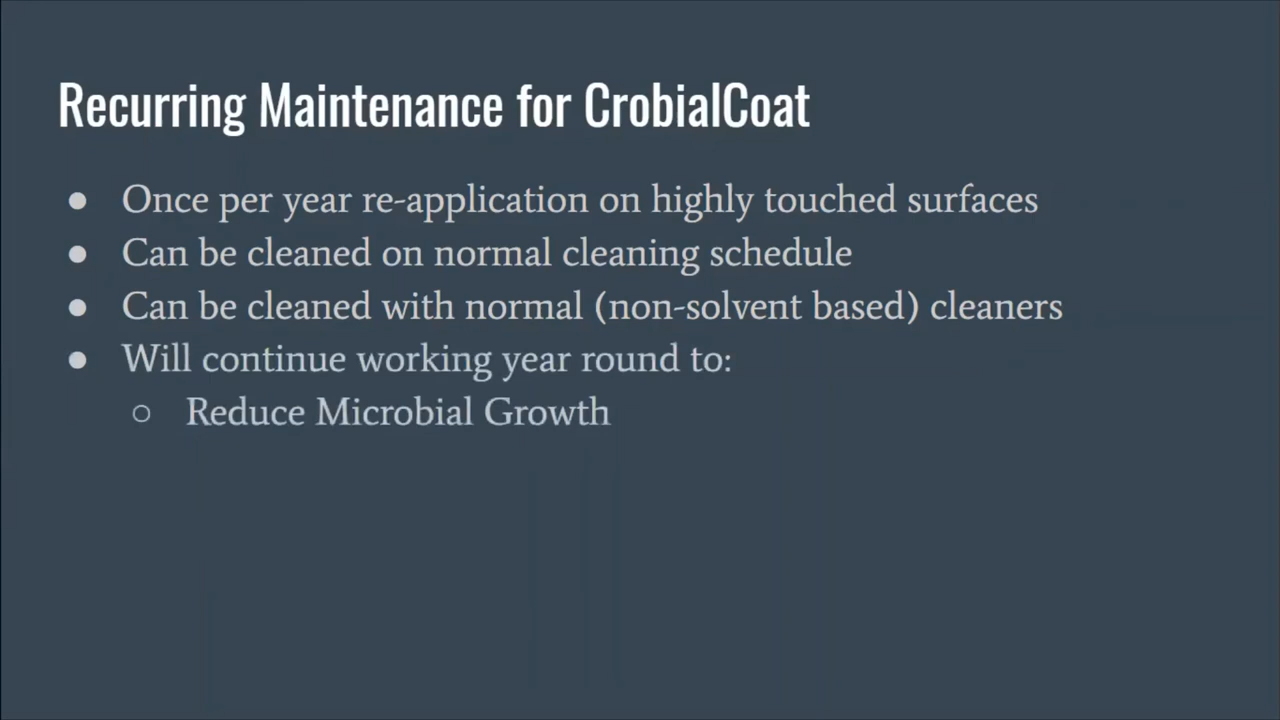 Recurring Maintenance for CrobialCoat
● Once per year re-application on highly touched surfaces
● Can be cleaned on normal cleaning schedule
● Can be cleaned with normal (non-solvent based) cleaners
● Will continue working year round to:
○ Reduce Microbial Growth